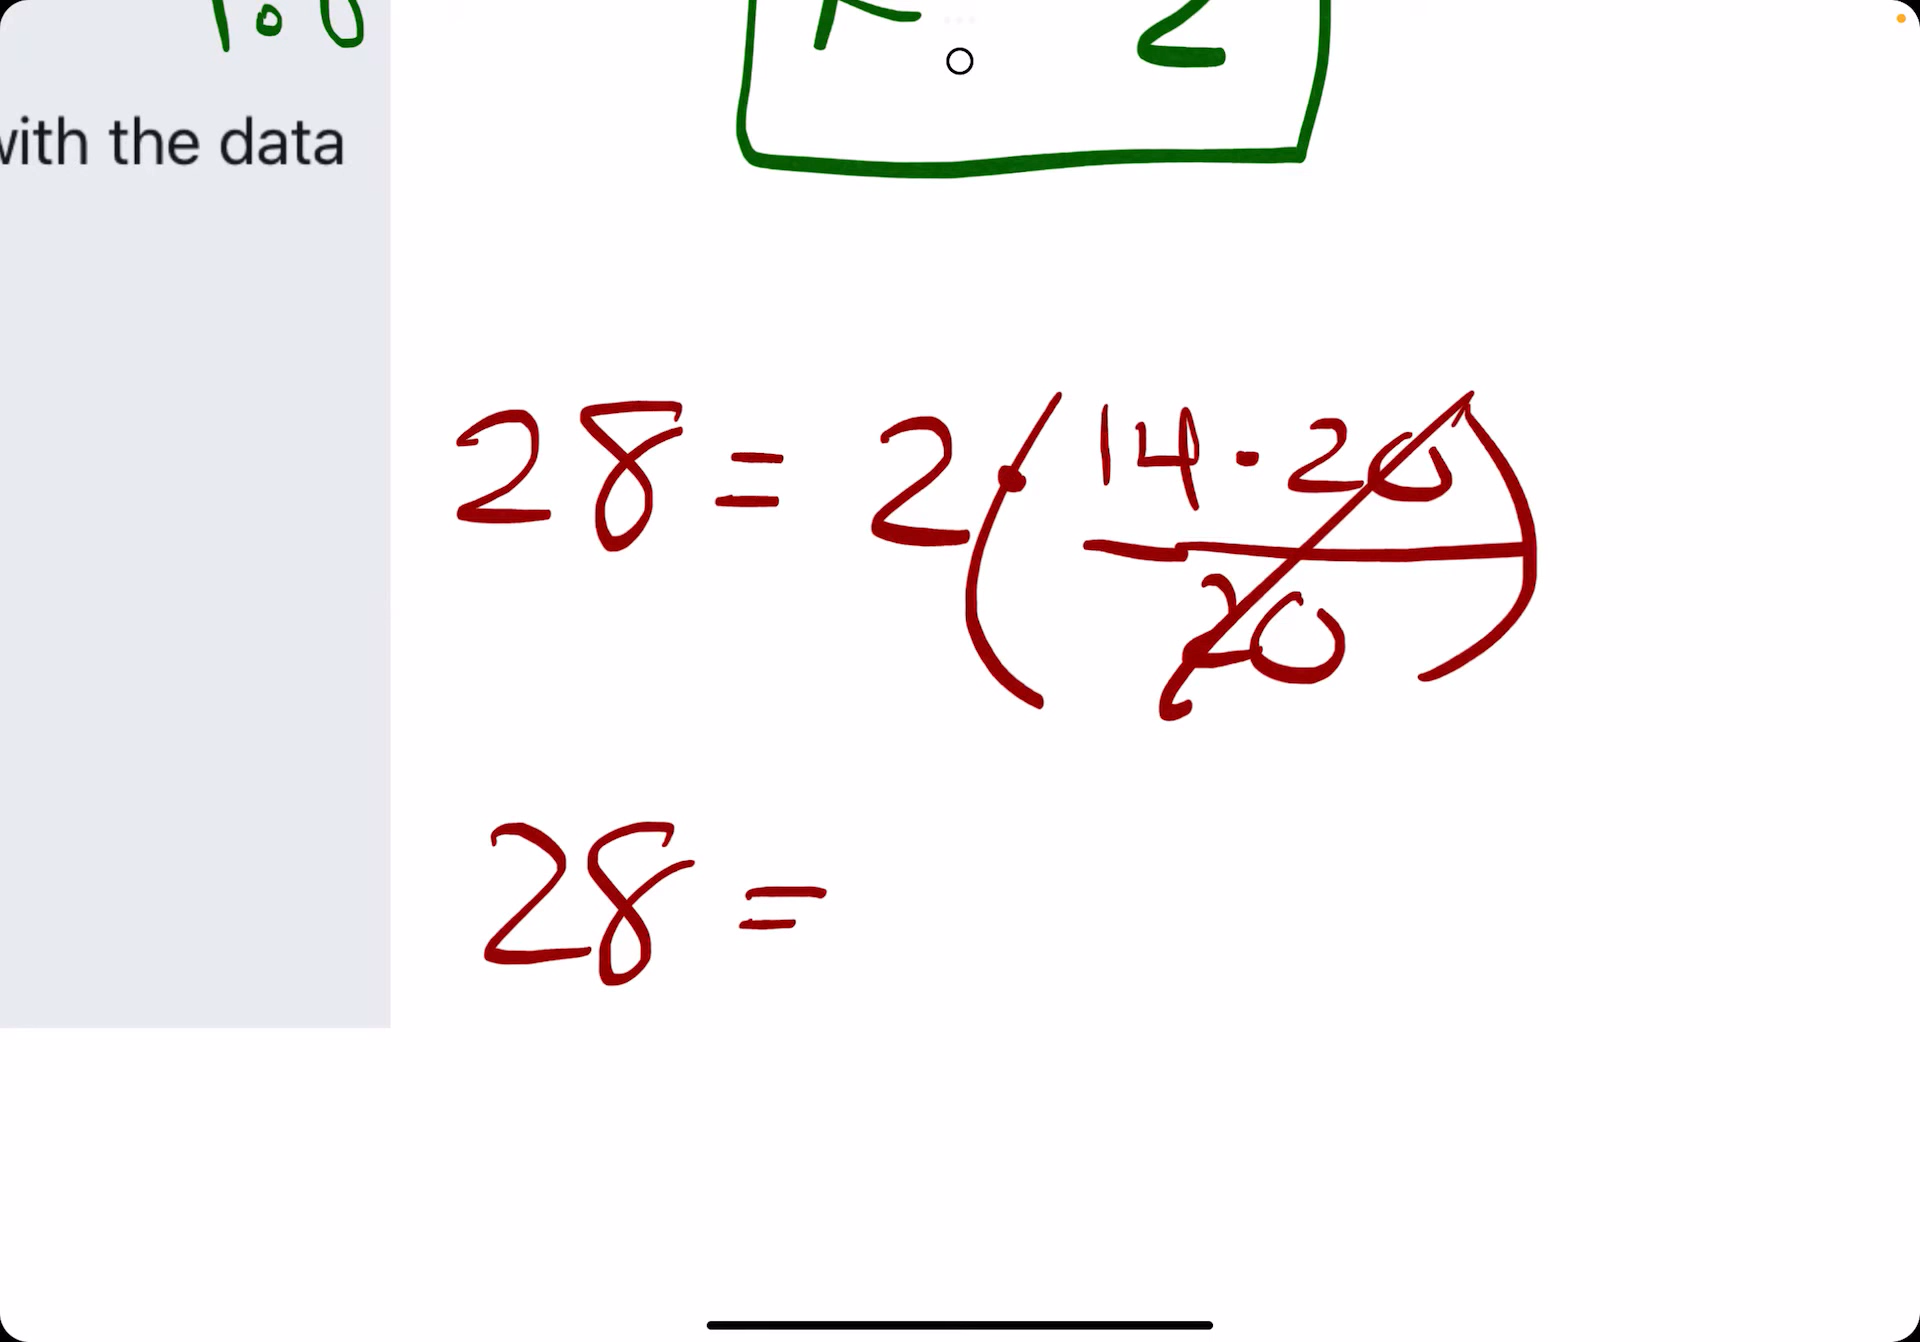 with the data
28 = 2 ( 14 · 20 / 20 )
28 =